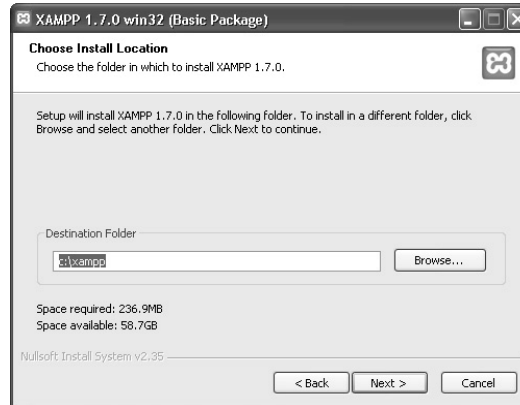 XAMPP 1.7.0 win32 (Basic Package)
Choose Install Location
Choose the folder in which to install XAMPP 1.7.0.
Setup will install XAMPP 1.7.0 in the following folder. To install in a different folder, click
Browse and select another folder. Click Next to continue.
Destination Folder
c:\xampp
Browse...
Space required: 236.9MB
Space available: 58.7GB
Nullsoft Install System v2.35
< Back
Next >
Cancel